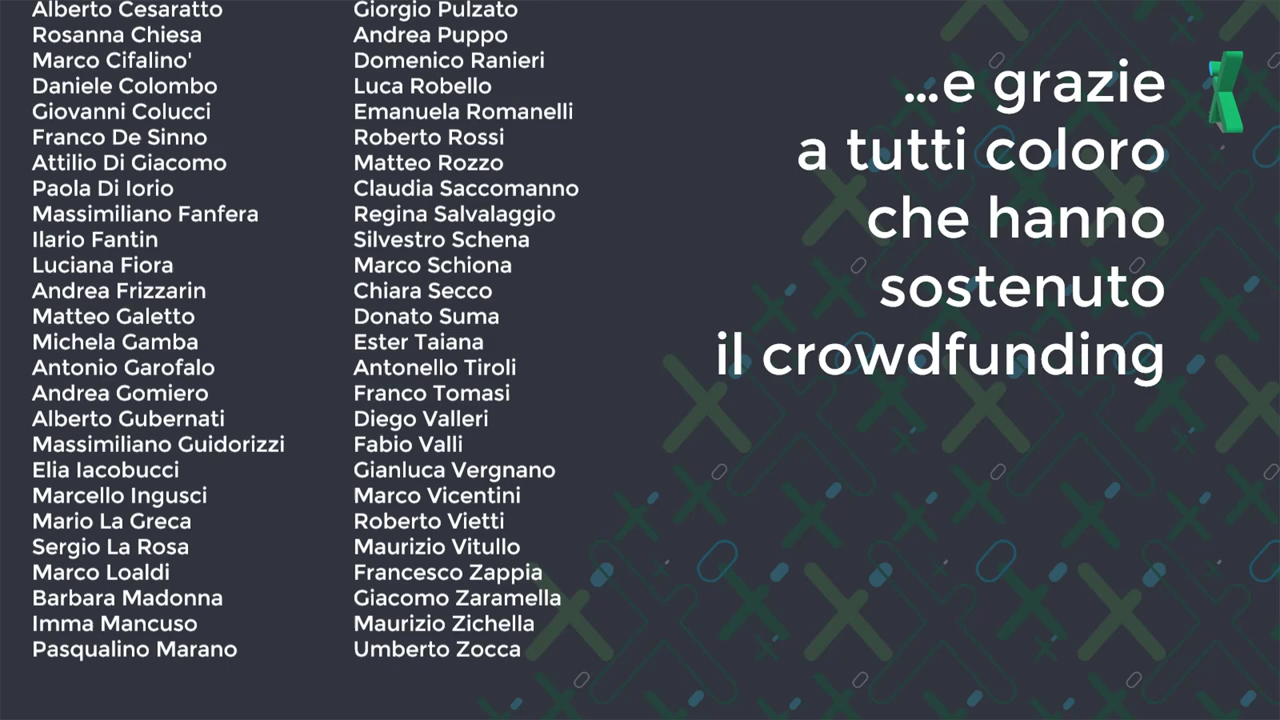 Alberto Cesaratto
Rosanna Chiesa
Marco Cifalino'
Daniele Colombo
Giovanni Colucci
Franco De Sinno
Attilio Di Giacomo
Paola Di Iorio
Massimiliano Fanfera
Ilario Fantin
Luciana Fiora
Andrea Frizzarin
Matteo Galetto
Michela Gamba
Antonio Garofalo
Andrea Gomiero
Alberto Gubernati
Massimiliano Guidorizzi
Elia Iacobucci
Marcello Ingusci
Mario La Greca
Sergio La Rosa
Marco Loaldi
Barbara Madonna
Imma Mancuso
Pasqualino Marano
Giorgio Pulzato
Andrea Puppo
Domenico Ranieri
Luca Robello
Emanuela Romanelli
Roberto Rossi
Matteo Rozzo
Claudia Saccomanno
Regina Salvalaggio
Silvestro Schena
Marco Schiona
Chiara Secco
Donato Suma
Ester Taiana
Antonello Tiroli
Franco Tomasi
Diego Valleri
Fabio Valli
Gianluca Vergnano
Marco Vicentini
Roberto Vietti
Maurizio Vitullo
Francesco Zappia
Giacomo Zaramella
Maurizio Zichella
Umberto Zocca
...e grazie
a tutti coloro
che hanno
sostenuto
il crowdfunding